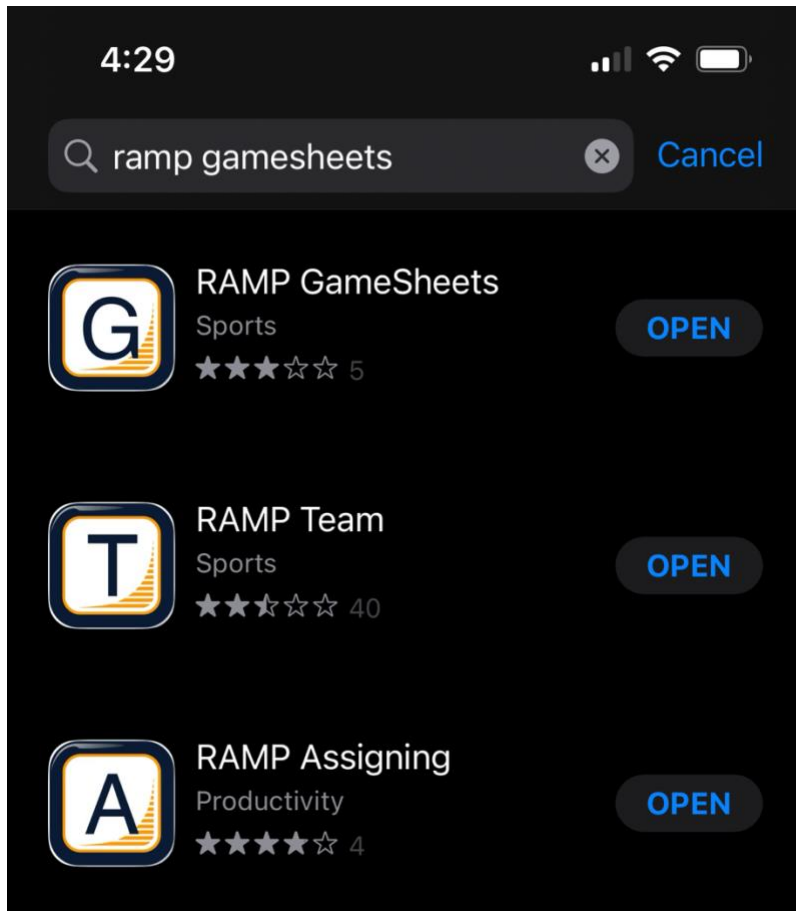 4:29
ramp gamesheets
Cancel
G
RAMP GameSheets
Sports
5
OPEN
T
RAMP Team
Sports
40
OPEN
A
RAMP Assigning
Productivity
4
OPEN